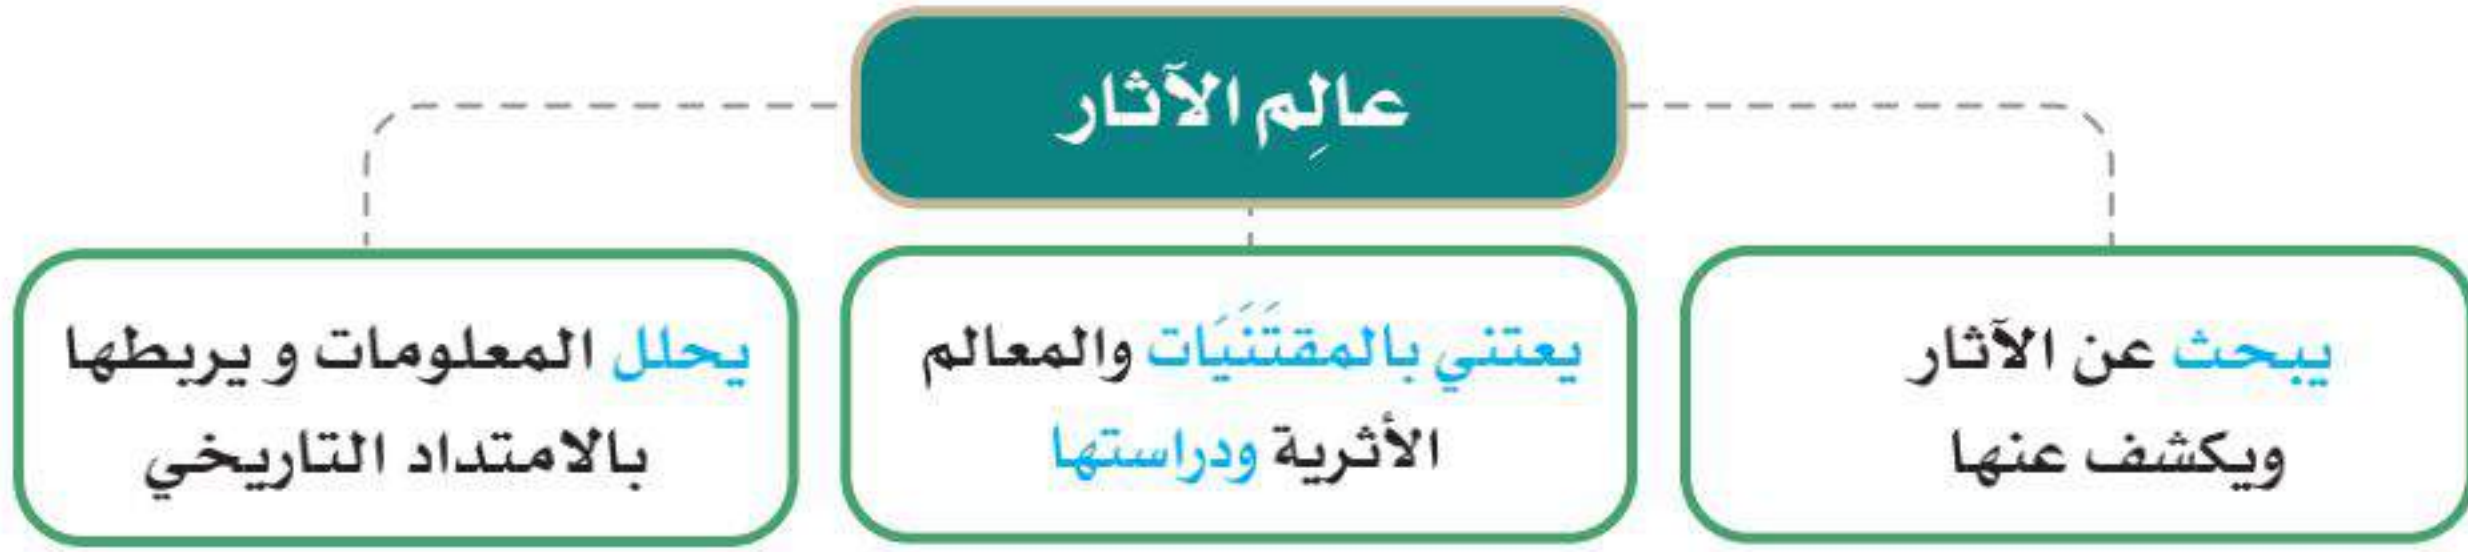 عالِم الآثار
يبحث عن الآثار
ويكشف عنها
يعتني بالمقتَنَيَات والمعالم
الأثرية ودراستها
يحلل المعلومات و يربطها
بالامتداد التاريخي